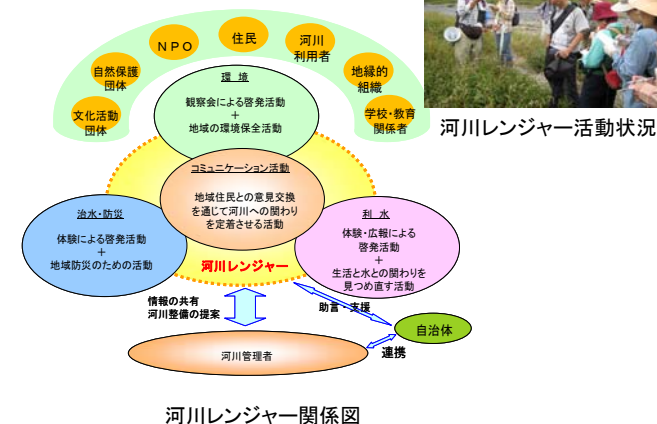 文化活動
団体
自然保護
団体
ＮＰＯ
住民
河川
利用者
地縁的
組織
学校・教育
関係者
河川レンジャー活動状況
環 境
観察会による啓発活動
＋
地域の環境保全活動
コミュニケーション活動
地域住民との意見交換
を通じて河川への関わり
を定着させる活動
治水・防災
体験による啓発活動
＋
地域防災のための活動
利 水
体験・広報による
啓発活動
＋
生活と水との関わりを
見つめ直す活動
河川レンジャー
情報の共有
河川整備の提案
助言・支援
自治体
連携
河川管理者
河川レンジャー関係図